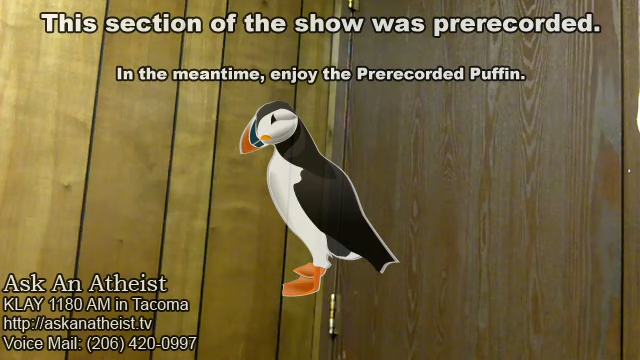 This section of the show was prerecorded.
In the meantime, enjoy the Prerecorded Puffin.
Ask An Atheist
KLAY 1180 AM in Tacoma
http://askanatheist.tv
Voice Mail: (206) 420-0997